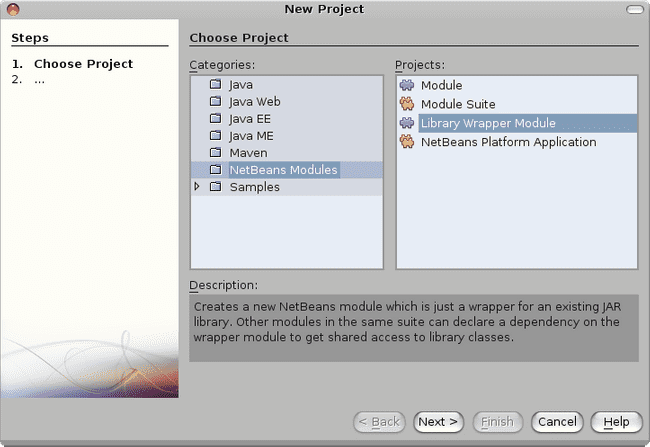 New Project
Steps
1. Choose Project
2. ...
Choose Project
Categories:
Java
Java Web
Java EE
Java ME
Maven
NetBeans Modules
Samples
Projects:
Module
Module Suite
Library Wrapper Module
NetBeans Platform Application
Description:
Creates a new NetBeans module which is just a wrapper for an existing JAR
library. Other modules in the same suite can declare a dependency on the
wrapper module to get shared access to library classes.
< Back
Next >
Finish
Cancel
Help